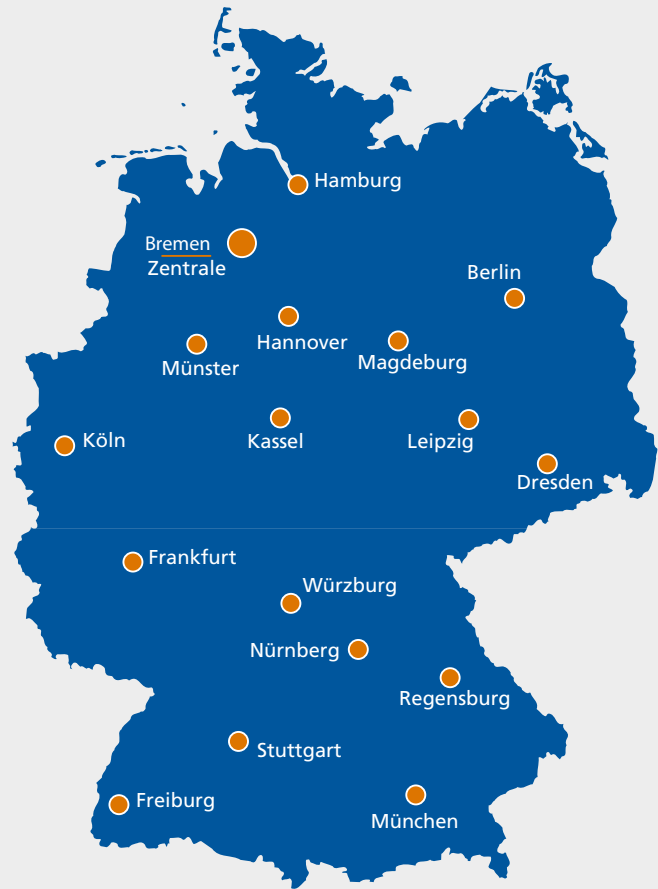 Hamburg
Bremen
Zentrale
Berlin
Hannover
Magdeburg
Münster
Köln
Kassel
Leipzig
Dresden
Frankfurt
Würzburg
Nürnberg
Regensburg
Stuttgart
Freiburg
München